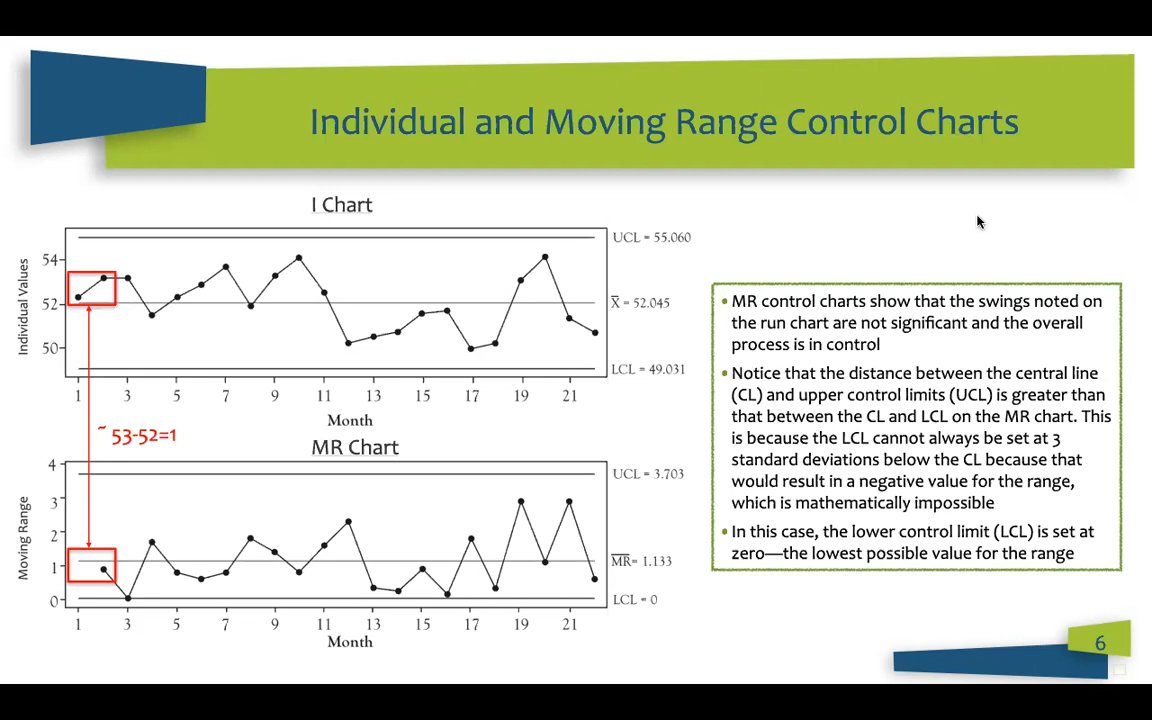 Individual and Moving Range Control Charts
I Chart
UCL = 55.060
54
52
50
Individual Values
X̅ = 52.045
LCL = 49.031
1 3 5 7 9 11 13 15 17 19 21
Month
~ 53-52=1
MR Chart
4
3
2
1
0
Moving Range
UCL = 3.703
M̅R̅= 1.133
LCL = 0
1 3 5 7 9 11 13 15 17 19 21
Month
• MR control charts show that the swings noted on
the run chart are not significant and the overall
process is in control
• Notice that the distance between the central line
(CL) and upper control limits (UCL) is greater than
that between the CL and LCL on the MR chart. This
is because the LCL cannot always be set at 3
standard deviations below the CL because that
would result in a negative value for the range,
which is mathematically impossible
• In this case, the lower control limit (LCL) is set at
zero—the lowest possible value for the range
6